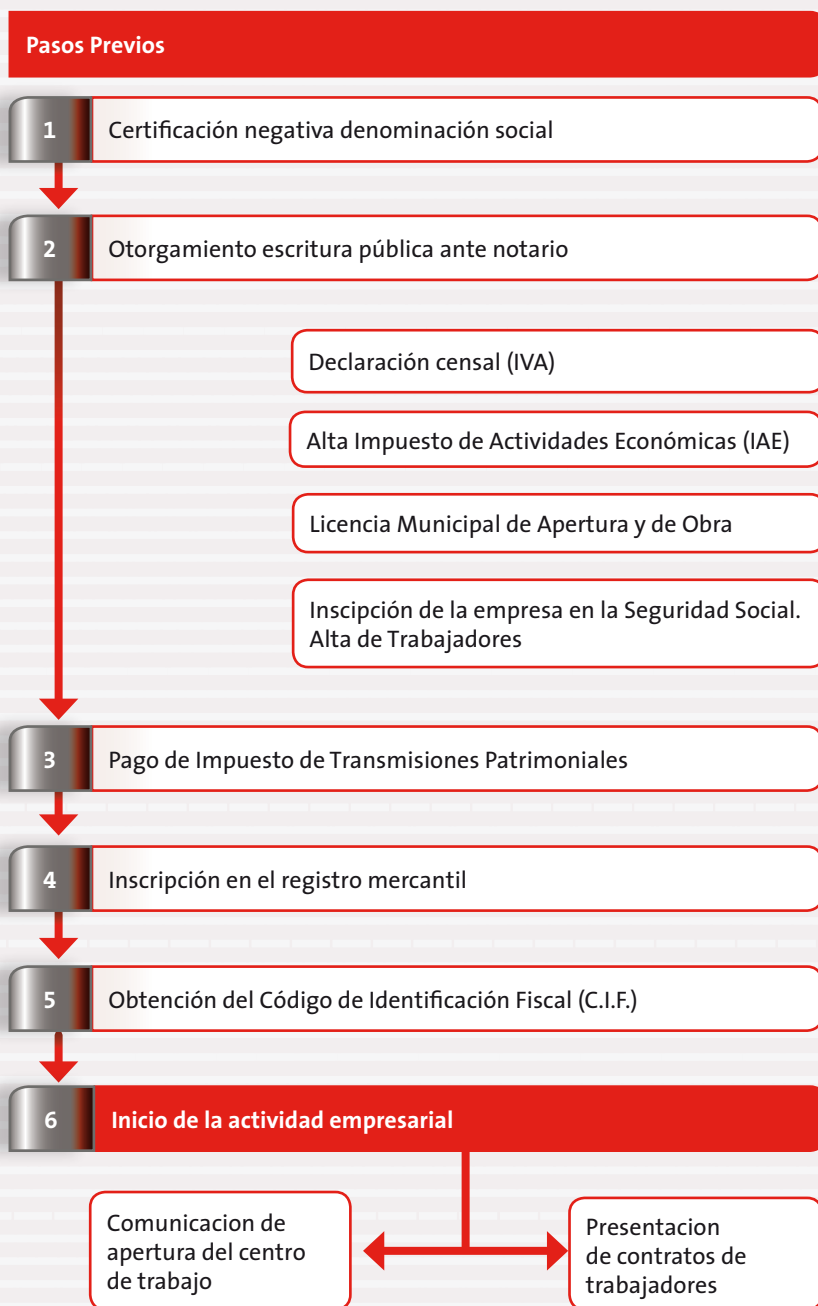 Pasos Previos
1
Certificación negativa denominación social
2
Otorgamiento escritura pública ante notario
Declaración censal (IVA)
Alta Impuesto de Actividades Económicas (IAE)
Licencia Municipal de Apertura y de Obra
Inscipción de la empresa en la Seguridad Social.
Alta de Trabajadores
3
Pago de Impuesto de Transmisiones Patrimoniales
4
Inscripción en el registro mercantil
5
Obtención del Código de Identificación Fiscal (C.I.F.)
6
Inicio de la actividad empresarial
Comunicacion de
apertura del centro
de trabajo
Presentacion
de contratos de
trabajadores